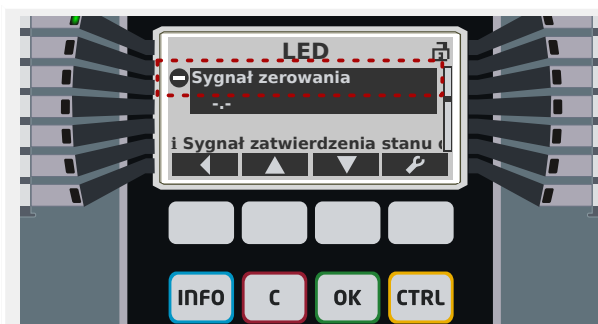 LED
Sygnał zerowania
-.-
i Sygnał zatwierdzenia stanu
INFO C OK CTRL